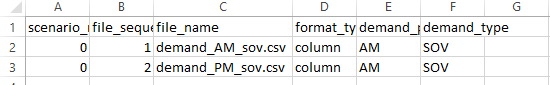 A B C D E F G
1 scenario_ file_seque file_name format_ty demand_p demand_type
2 0 1 demand_AM_sov.csv column AM SOV
3 0 2 demand_PM_sov.csv column AM SOV